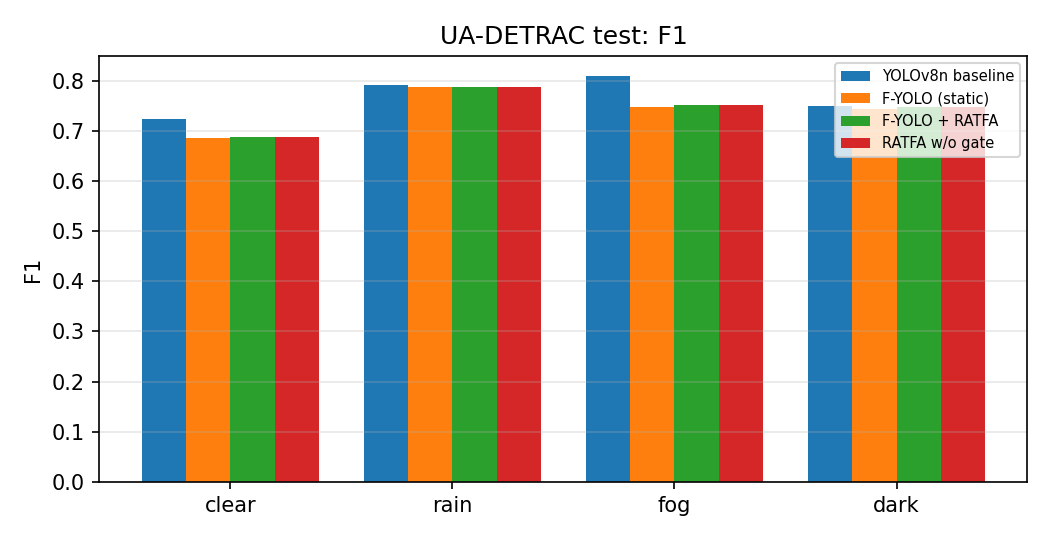 UA-DETRAC test: F1
YOLOv8n baseline
F-YOLO (static)
F-YOLO + RATFA
RATFA w/o gate
F1
0.8
0.7
0.6
0.5
0.4
0.3
0.2
0.1
0.0
clear rain fog dark